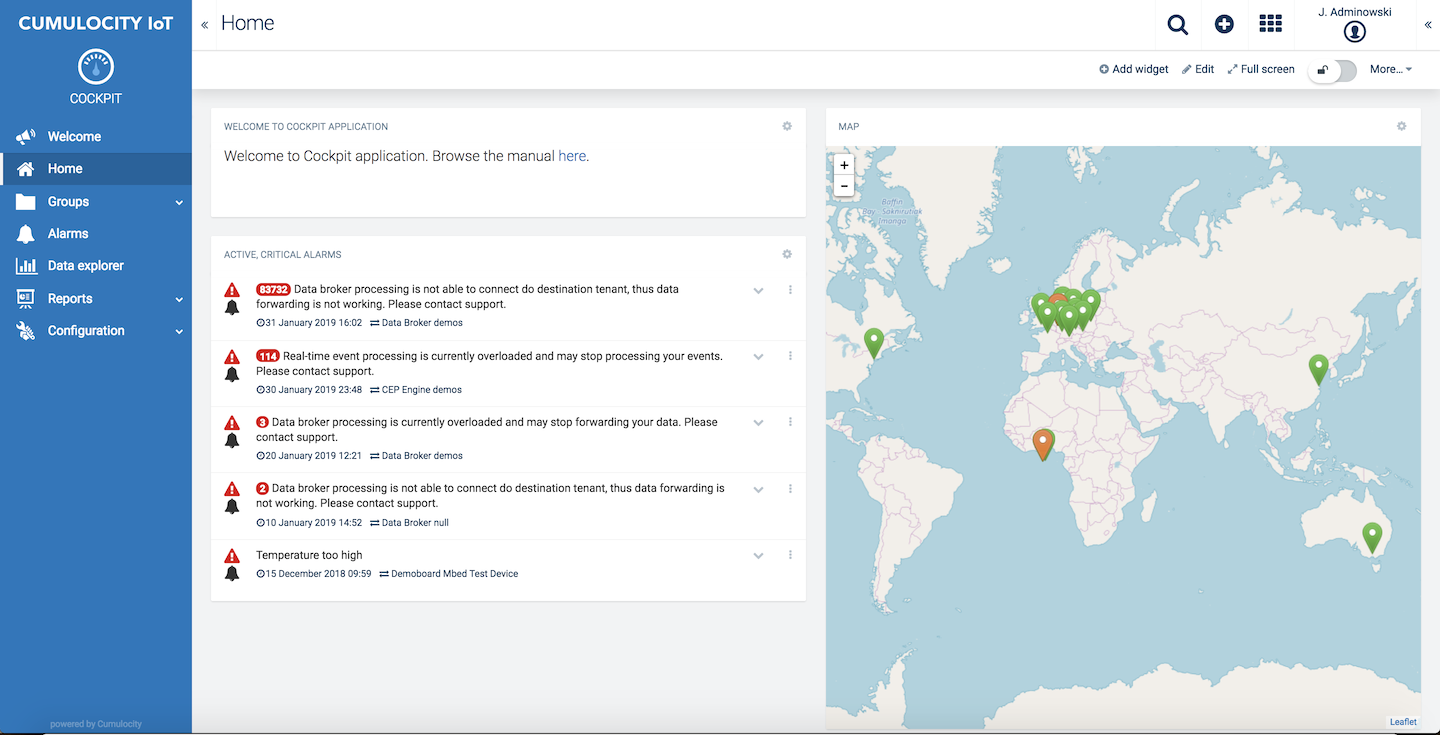 CUMULOCITY IoT
COCKPIT
Welcome
Home
Groups
Alarms
Data explorer
Reports
Configuration
powered by Cumulocity
«
Home
J. Adminowski
«
Add widget
Edit
Full screen
More...
WELCOME TO COCKPIT APPLICATION
Welcome to Cockpit application. Browse the manual here.
ACTIVE, CRITICAL ALARMS
83732 Data broker processing is not able to connect do destination tenant, thus data
forwarding is not working. Please contact support.
31 January 2019 16:02 Data Broker demos
114 Real-time event processing is currently overloaded and may stop processing your events.
Please contact support.
30 January 2019 23:48 CEP Engine demos
3 Data broker processing is currently overloaded and may stop forwarding your data. Please
contact support.
20 January 2019 12:21 Data Broker demos
2 Data broker processing is not able to connect do destination tenant, thus data forwarding is
not working. Please contact support.
10 January 2019 14:52 Data Broker null
Temperature too high
15 December 2018 09:59 Demoboard Mbed Test Device
MAP
+
-
Baffin
Bay
Leaflet